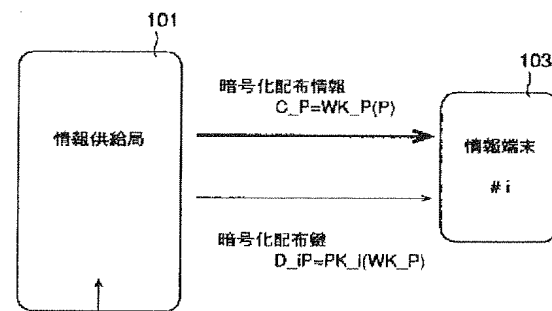 101
103
暗号化配布情報
C_P=WK_P(P)
情報供給局
情報端末
#i
暗号化配布鍵
D_iP=PK_i(WK_P)